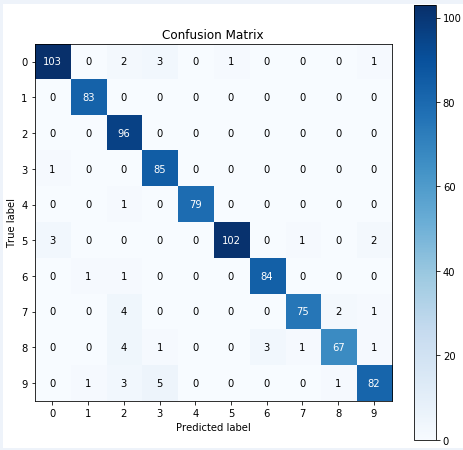 Confusion Matrix
0 103 0 2 3 0 1 0 0 0 1
1 0 83 0 0 0 0 0 0 0 0
2 0 0 96 0 0 0 0 0 0 0
3 1 0 0 85 0 0 0 0 0 0
4 0 0 1 0 79 0 0 0 0 0
5 3 0 0 0 0 102 0 1 0 2
6 0 1 1 0 0 0 84 0 0 0
7 0 0 4 0 0 0 0 75 2 1
8 0 0 4 1 0 0 3 1 67 1
9 0 1 3 5 0 0 0 0 1 82
0 1 2 3 4 5 6 7 8 9
Predicted label
True label
100
80
60
40
20
0